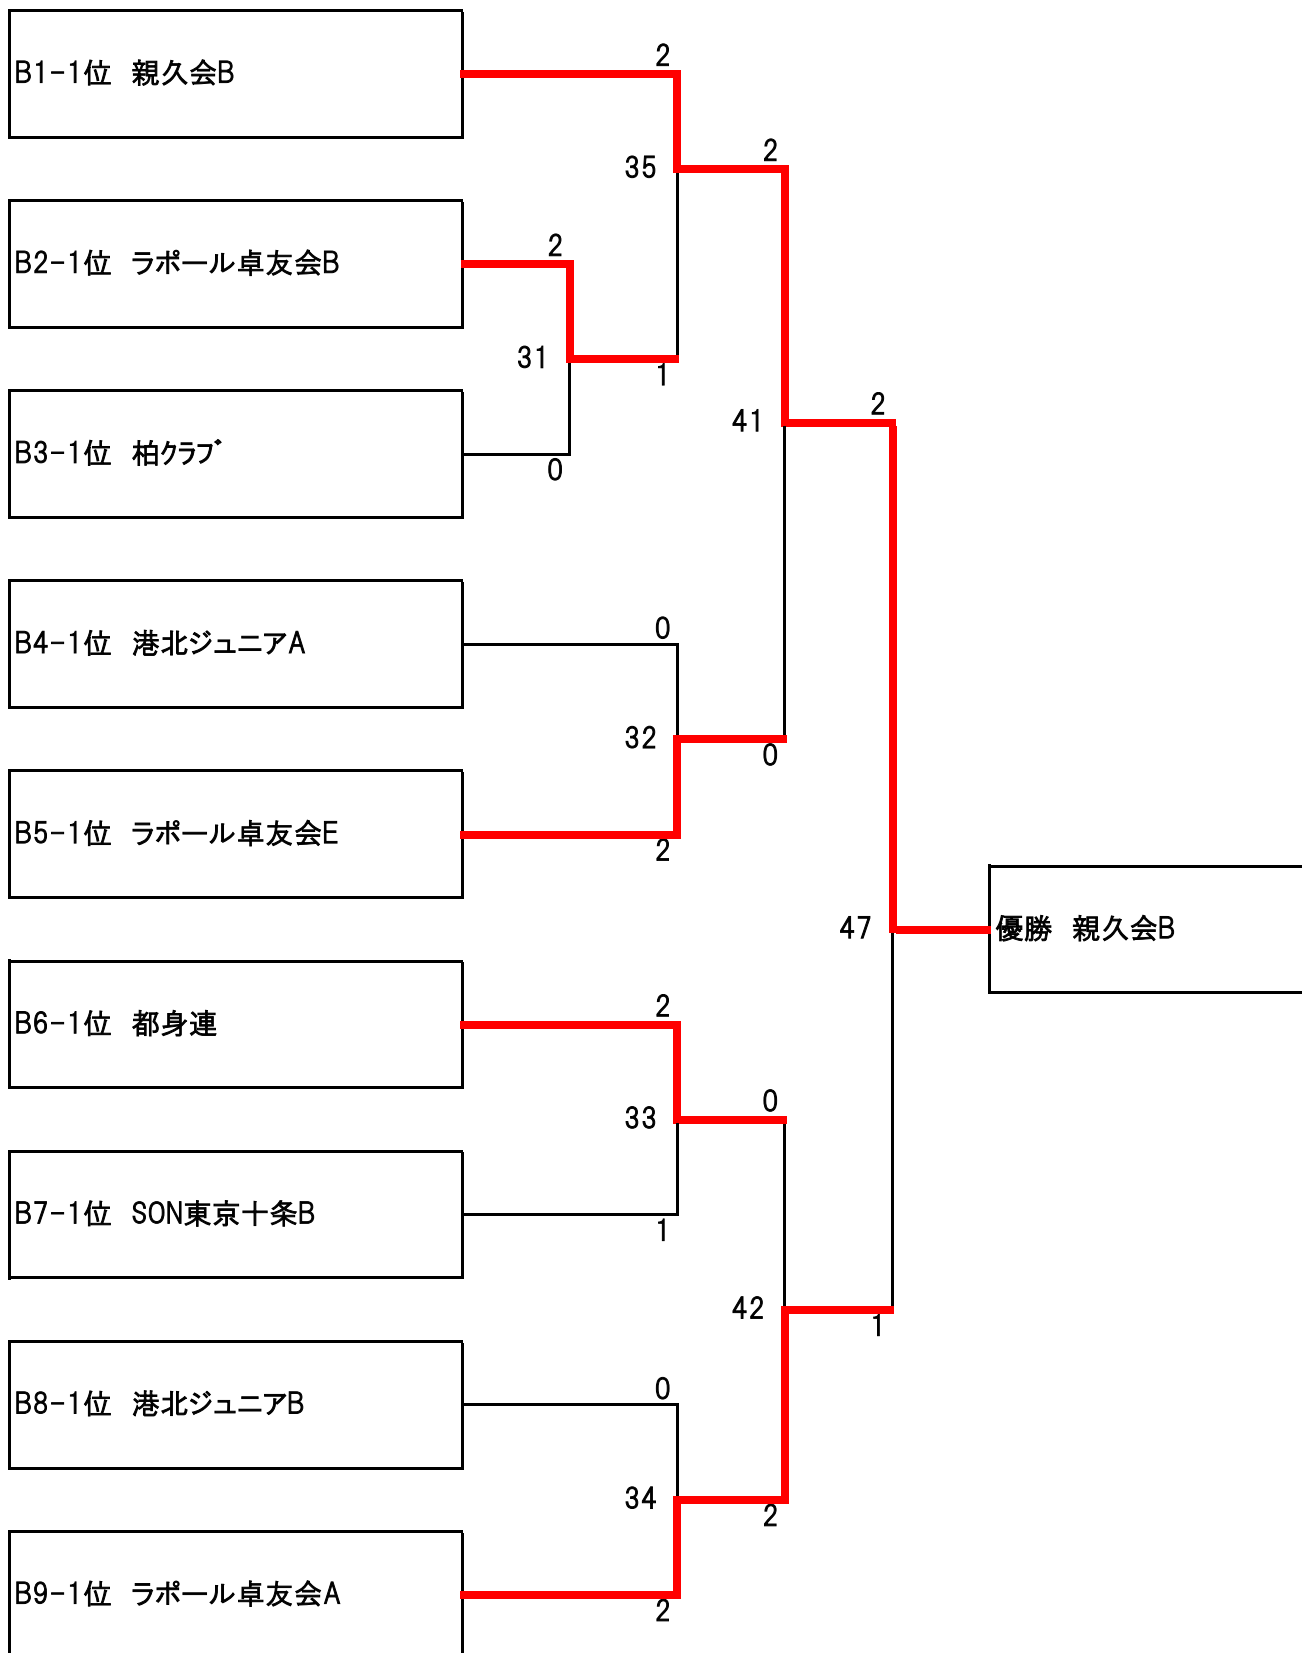 2
B1-1位　親久会B
2
35
2
B2-1位　ラポール卓友会B
31
1
2
41
B3-1位　柏ｸﾗﾌﾞ
0
0
B4-1位　港北ジュニアA
32
0
B5-1位　ラポール卓友会E
2
47
優勝　親久会B
2
B6-1位　都身連
0
33
B7-1位　SON東京十条B
1
42
1
0
B8-1位　港北ジュニアB
34
2
B9-1位　ラポール卓友会A
2